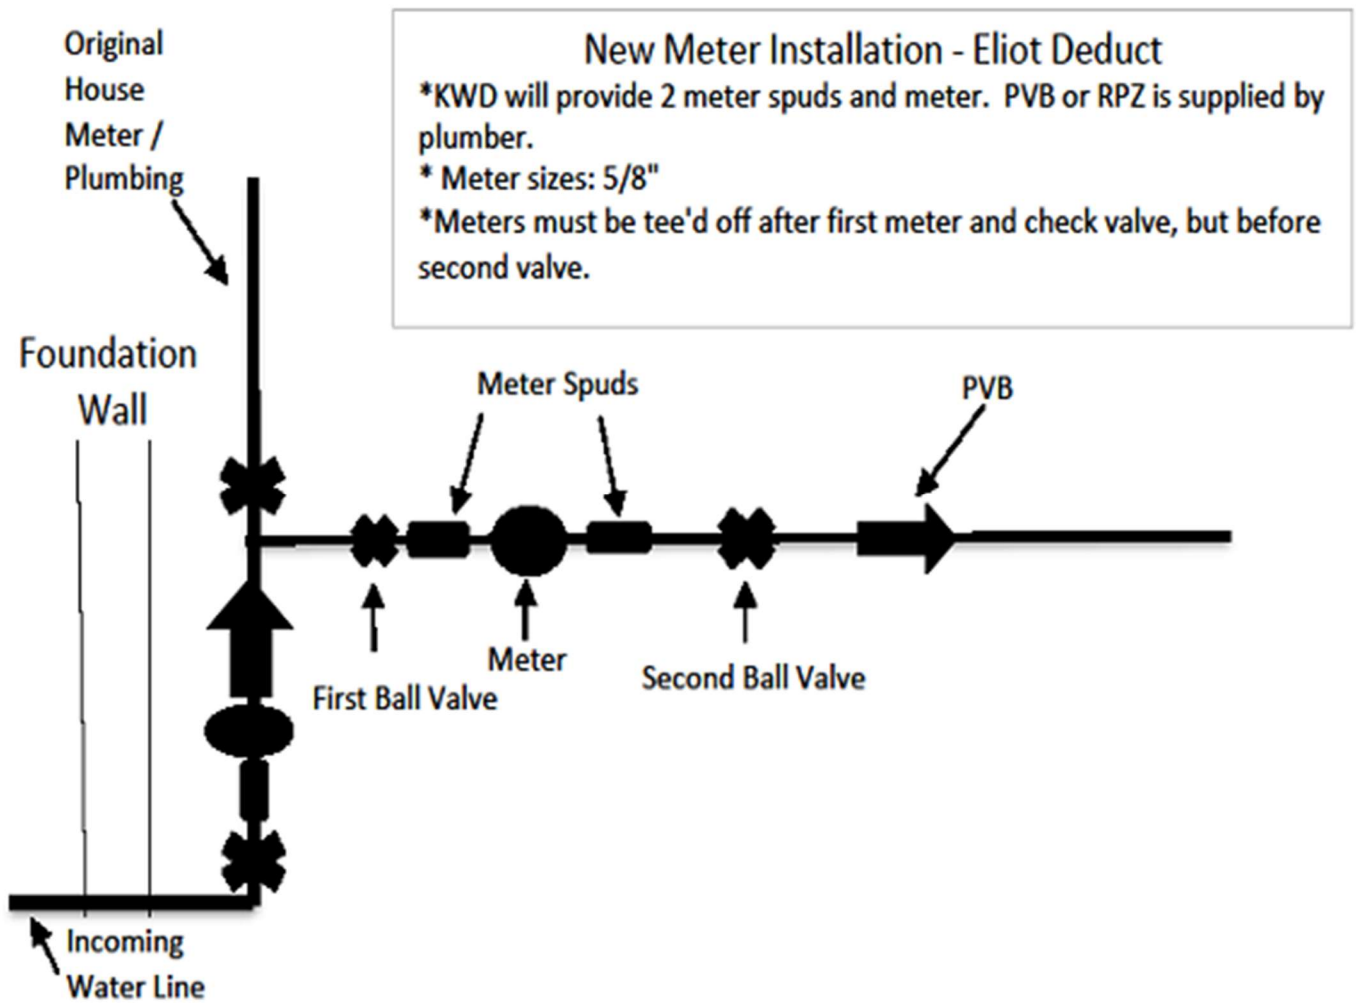 Original
House
Meter /
Plumbing
New Meter Installation - Eliot Deduct
*KWD will provide 2 meter spuds and meter.  PVB or RPZ is supplied by
plumber.
* Meter sizes: 5/8"
*Meters must be tee'd off after first meter and check valve, but before
second valve.
Foundation
Wall
Meter Spuds
PVB
Meter
First Ball Valve
Second Ball Valve
Incoming
Water Line